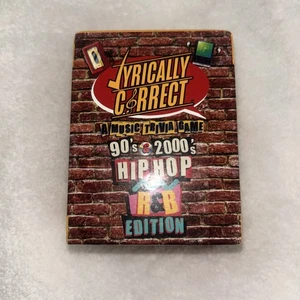 LYRICALLY
CORRECT
A MUSIC TRIVIA GAME
90's & 2000's
HIP HOP
R&B
EDITION